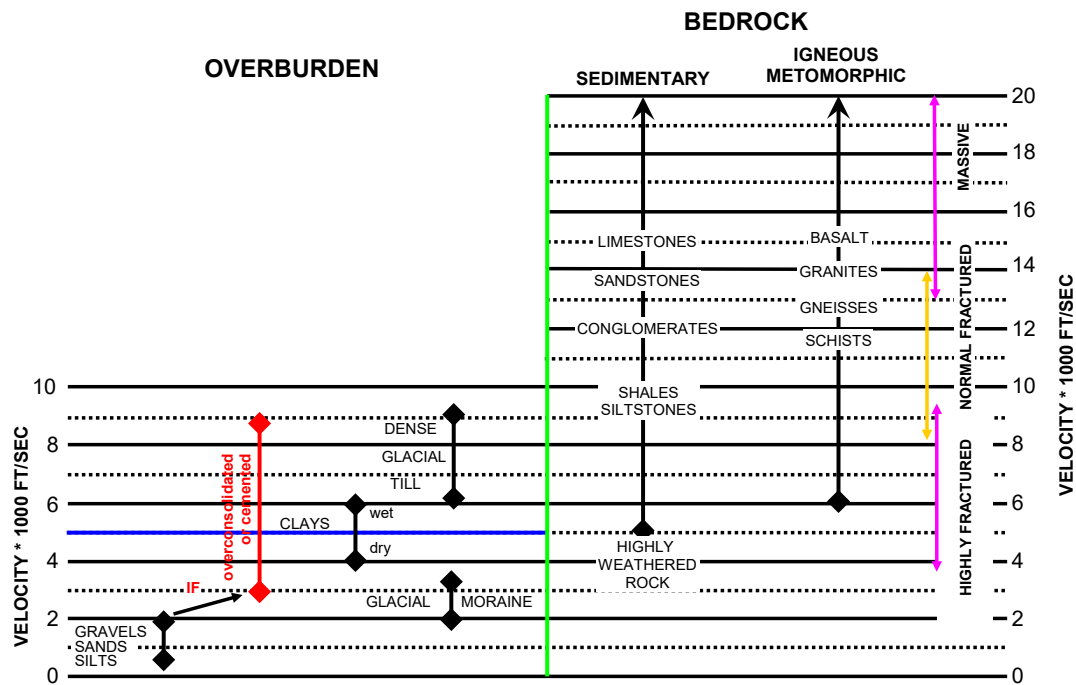 BEDROCK
OVERBURDEN
SEDIMENTARY
IGNEOUS
METOMORPHIC
20
18
16
14
12
10
8
6
4
2
0
VELOCITY * 1000 FT/SEC
MASSIVE
NORMAL FRACTURED
HIGHLY FRACTURED
LIMESTONES
SANDSTONES
CONGLOMERATES
SHALES
SILTSTONES
HIGHLY
WEATHERED
ROCK
BASALT
GRANITES
GNEISSES
SCHISTS
10
8
6
4
2
0
VELOCITY * 1000 FT/SEC
DENSE
GLACIAL
TILL
overconsolidated
or cemented
wet
CLAYS
dry
IF
GLACIAL MORAINE
GRAVELS
SANDS
SILTS